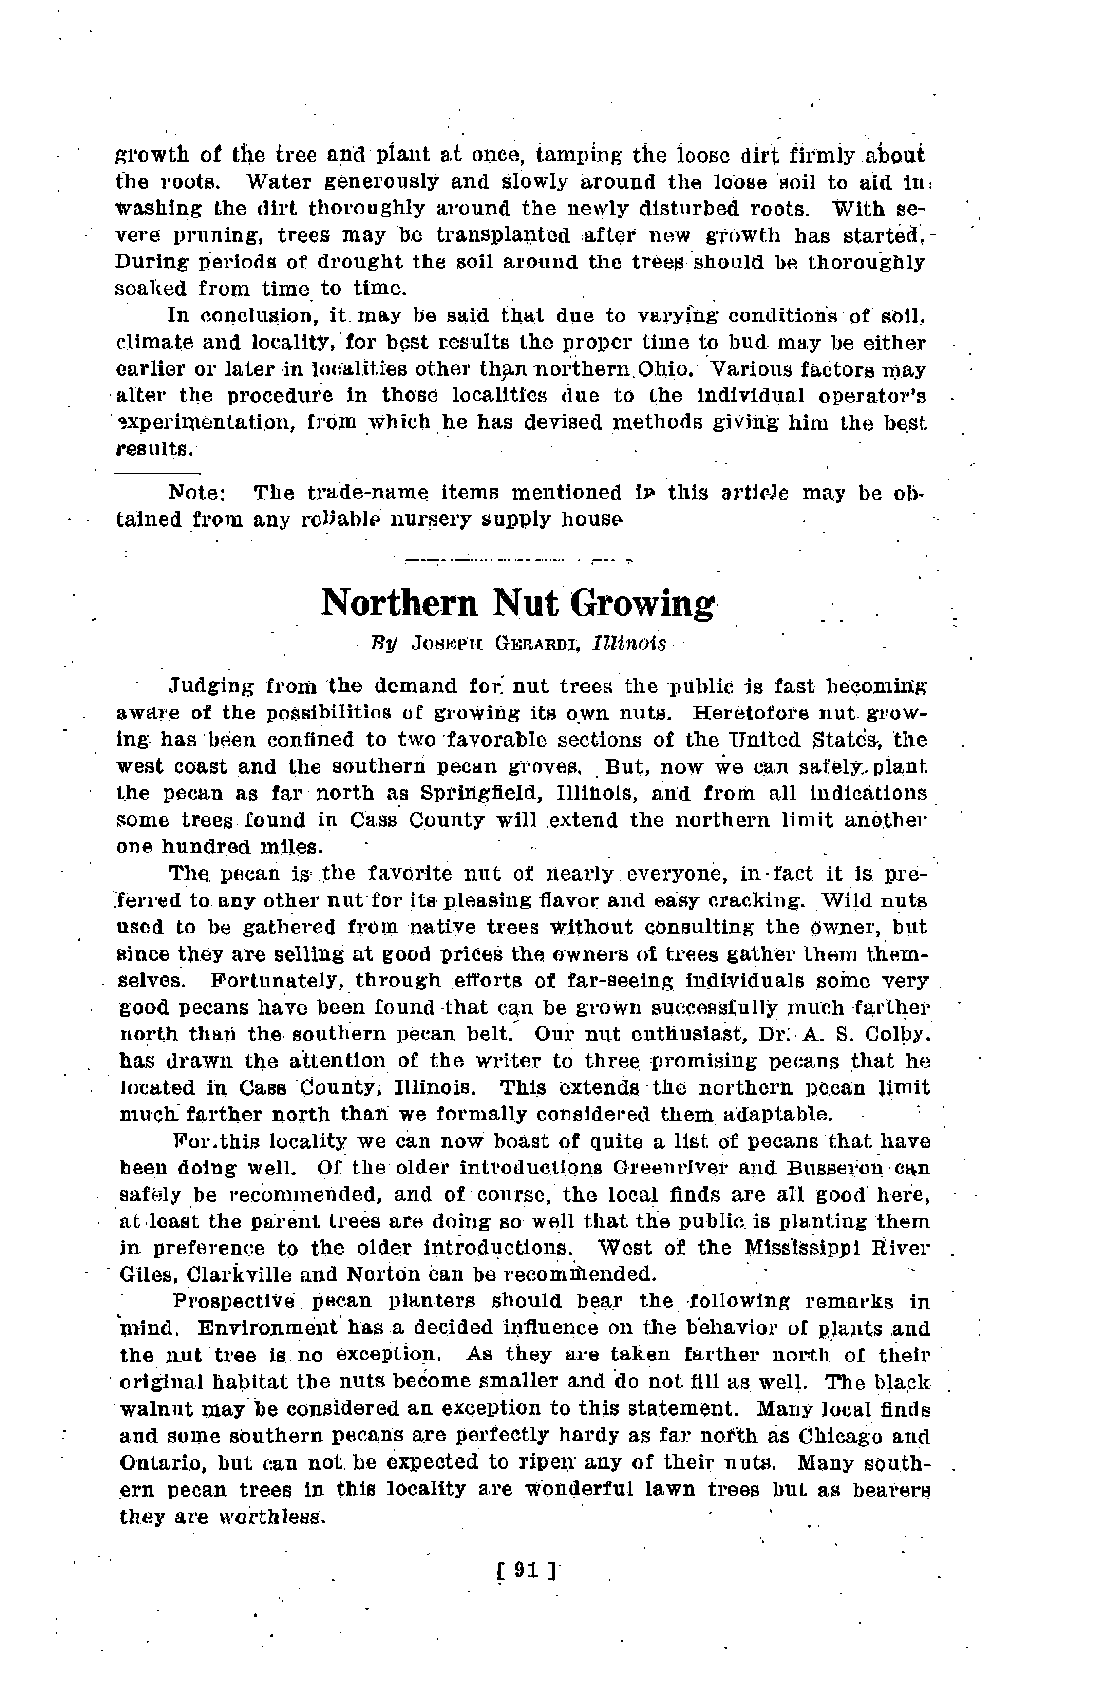 growth of the tree and plant at once, tamping the loose dirt firmly about
the roots. Water generously and slowly around the loose soil to aid in
washing the dirt thoroughly around the newly disturbed roots. With se-
vere pruning, trees may be transplanted after new growth has started.
During periods of drought the soil around the trees should be thoroughly
soaked from time to time.
In conclusion, it may be said that due to varying conditions of soil,
climate and locality, for best results the proper time to bud may be either
earlier or later in localities other than northern Ohio. Various factors may
alter the procedure in those localities due to the individual operator's
experimentation, from which he has devised methods giving him the best
results.
Note: The trade-name items mentioned in this article may be ob-
tained from any reliable nursery supply house
Northern Nut Growing
By JOSEPH GERARDI, Illinois
Judging from the demand for nut trees the public is fast becoming
aware of the possibilities of growing its own nuts. Heretofore nut grow-
ing has been confined to two favorable sections of the United States, the
west coast and the southern pecan groves. But, now we can safely plant
the pecan as far north as Springfield, Illinois, and from all indications
some trees found in Cass County will extend the northern limit another
one hundred miles.
The pecan is the favorite nut of nearly everyone, in fact it is pre-
ferred to any other nut for its pleasing flavor and easy cracking. Wild nuts
used to be gathered from native trees without consulting the owner, but
since they are selling at good prices the owners of trees gather them them-
selves. Fortunately, through efforts of far-seeing individuals some very
good pecans have been found that can be grown successfully much farther
north than the southern pecan belt. Our nut enthusiast, Dr. A. S. Colby,
has drawn the attention of the writer to three promising pecans that he
located in Cass County, Illinois. This extends the northern pecan limit
much farther north than we formally considered them adaptable.
For this locality we can now boast of quite a list of pecans that have
been doing well. Of the older introductions Greenriver and Busseron can
safely be recommended, and of course, the local finds are all good here,
at least the parent trees are doing so well that the public is planting them
in preference to the older introductions. West of the Mississippi River
Giles, Clarkville and Norton can be recommended.
Prospective pecan planters should bear the following remarks in
mind. Environment has a decided influence on the behavior of plants and
the nut tree is no exception. As they are taken farther north of their
original habitat the nuts become smaller and do not fill as well. The black
walnut may be considered an exception to this statement. Many local finds
and some southern pecans are perfectly hardy as far north as Chicago and
Ontario, but can not be expected to ripen any of their nuts. Many south-
ern pecan trees in this locality are wonderful lawn trees but as bearers
they are worthless.
[ 91 ]